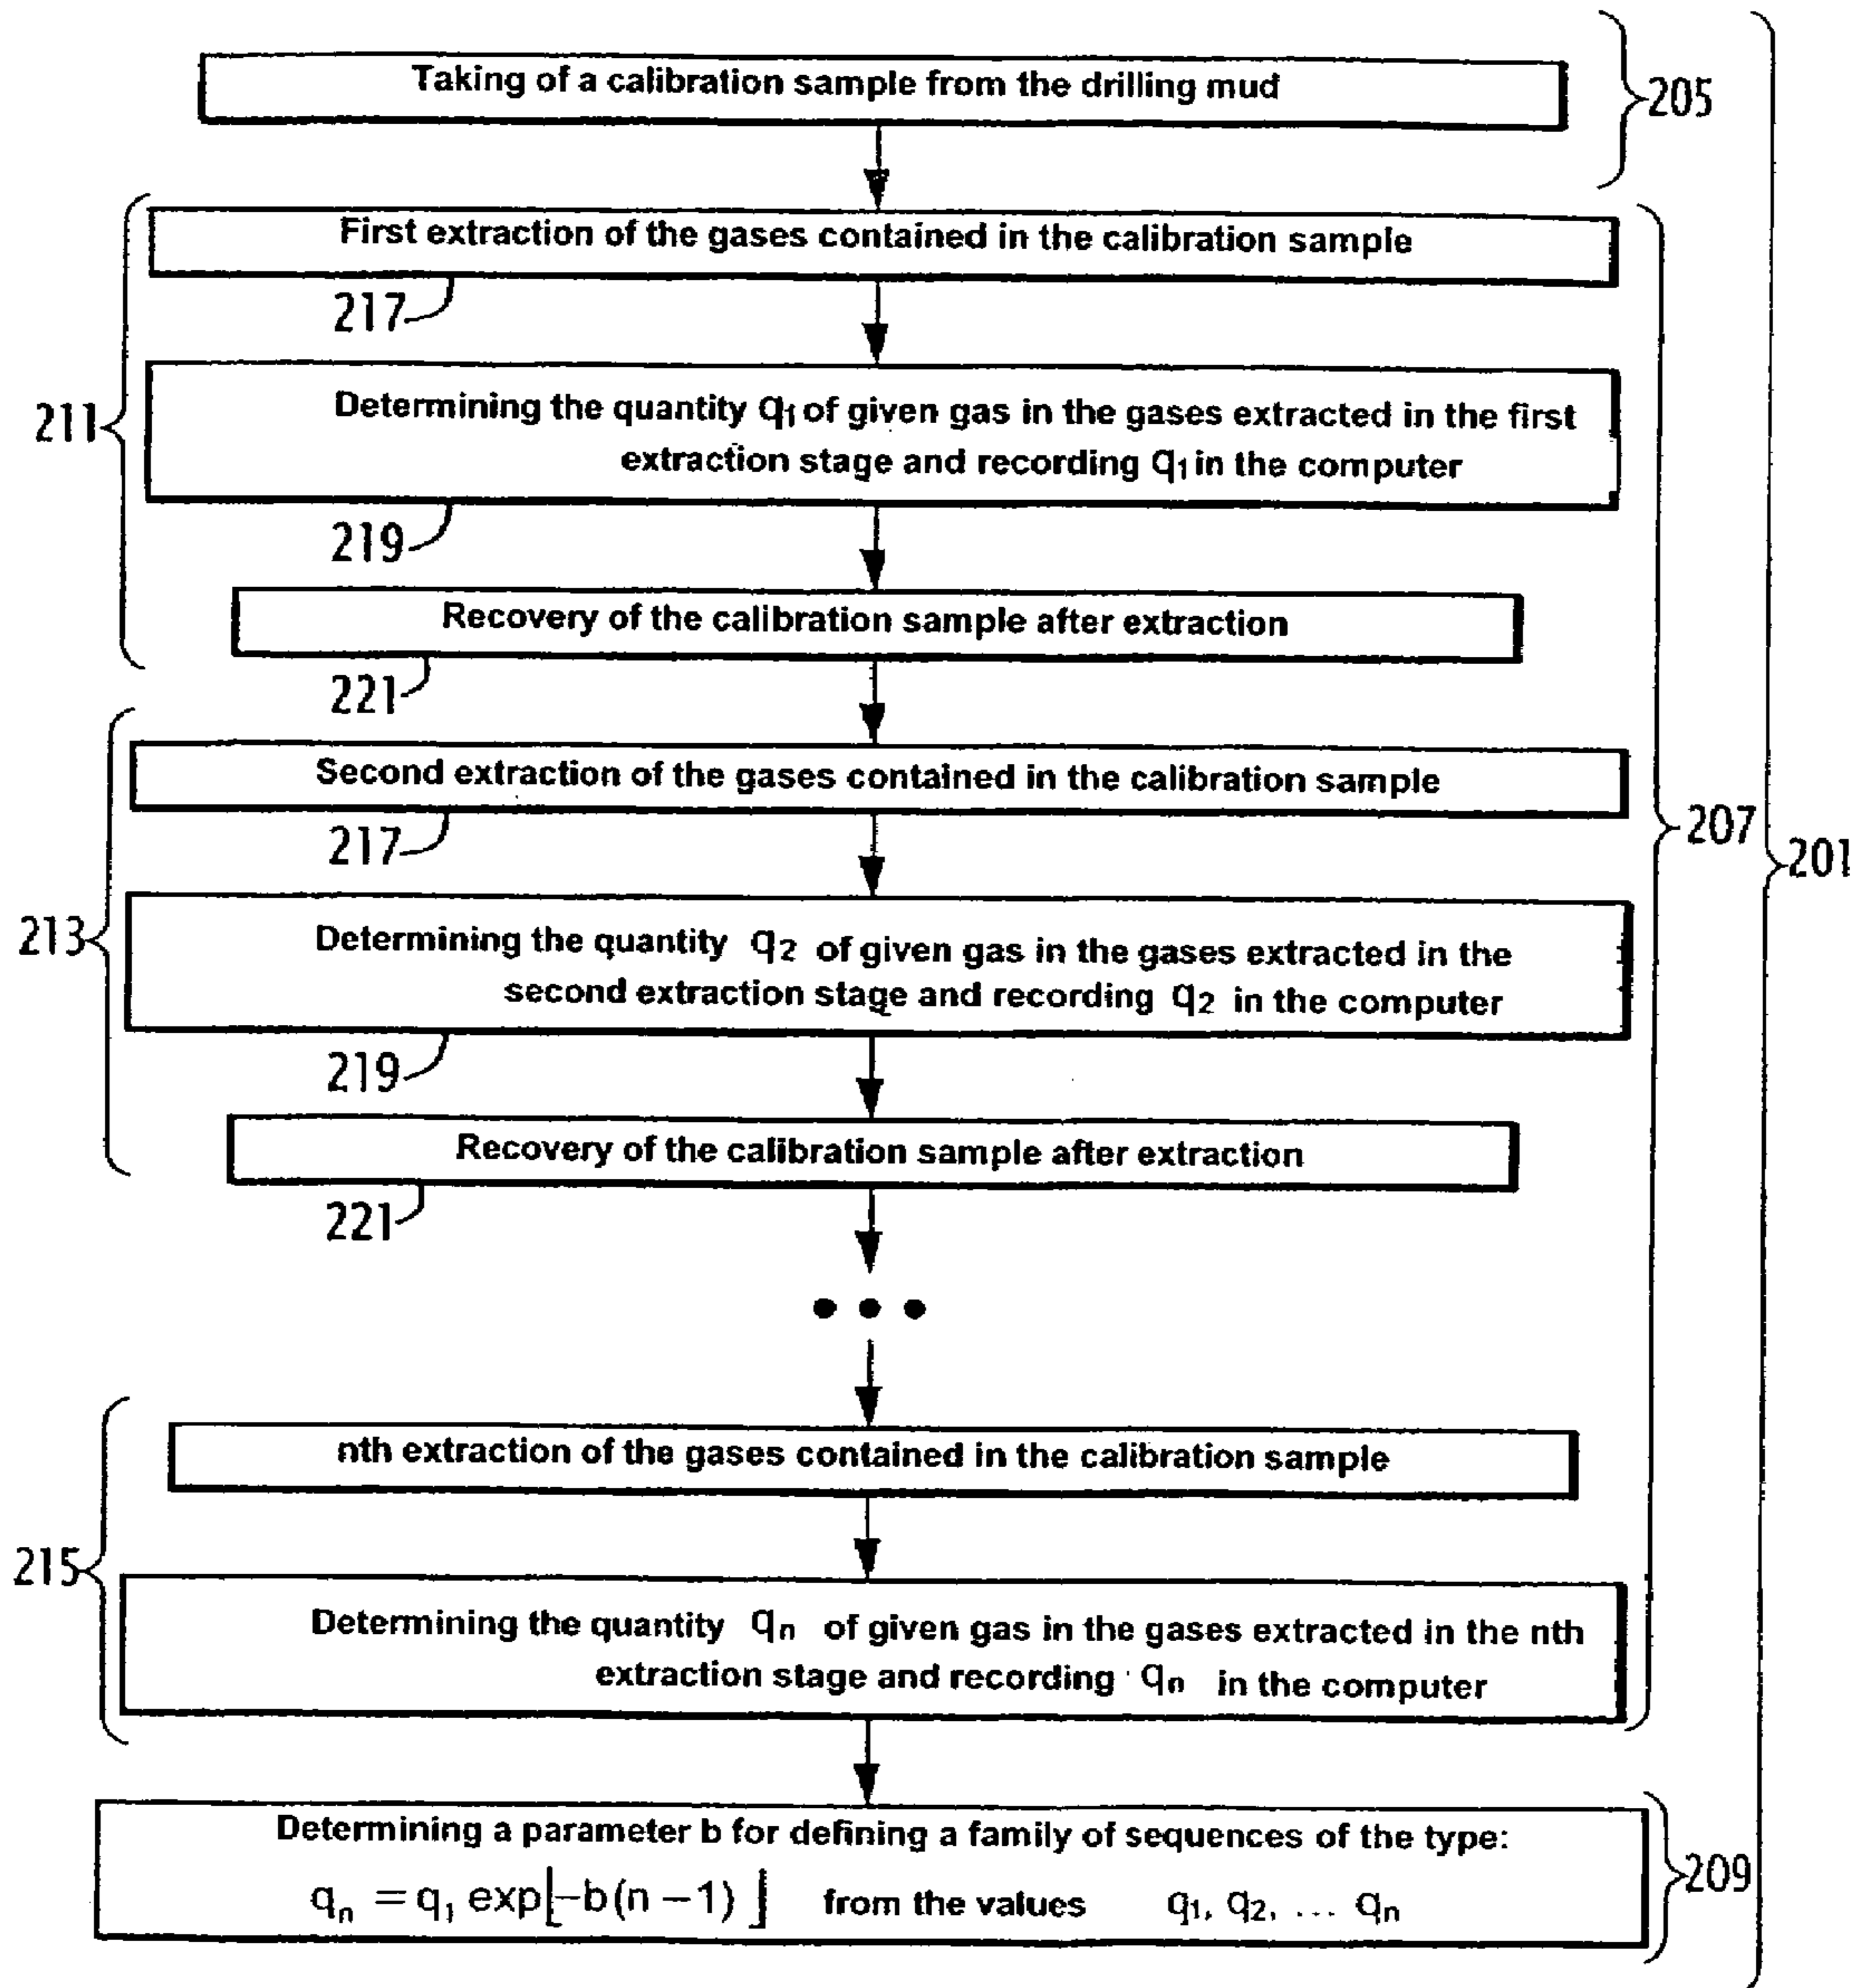 Taking of a calibration sample from the drilling mud
205
First extraction of the gases contained in the calibration sample
217
211
Determining the quantity q1 of given gas in the gases extracted in the first
extraction stage and recording q1 in the computer
219
Recovery of the calibration sample after extraction
221
Second extraction of the gases contained in the calibration sample
217
207
201
213
Determining the quantity q2 of given gas in the gases extracted in the
second extraction stage and recording q2 in the computer
219
Recovery of the calibration sample after extraction
221
• • •
nth extraction of the gases contained in the calibration sample
215
Determining the quantity qn of given gas in the gases extracted in the nth
extraction stage and recording qn in the computer
Determining a parameter b for defining a family of sequences of the type:
qn = q1 exp⌊-b(n-1)⌋ from the values q1, q2, ... qn
209